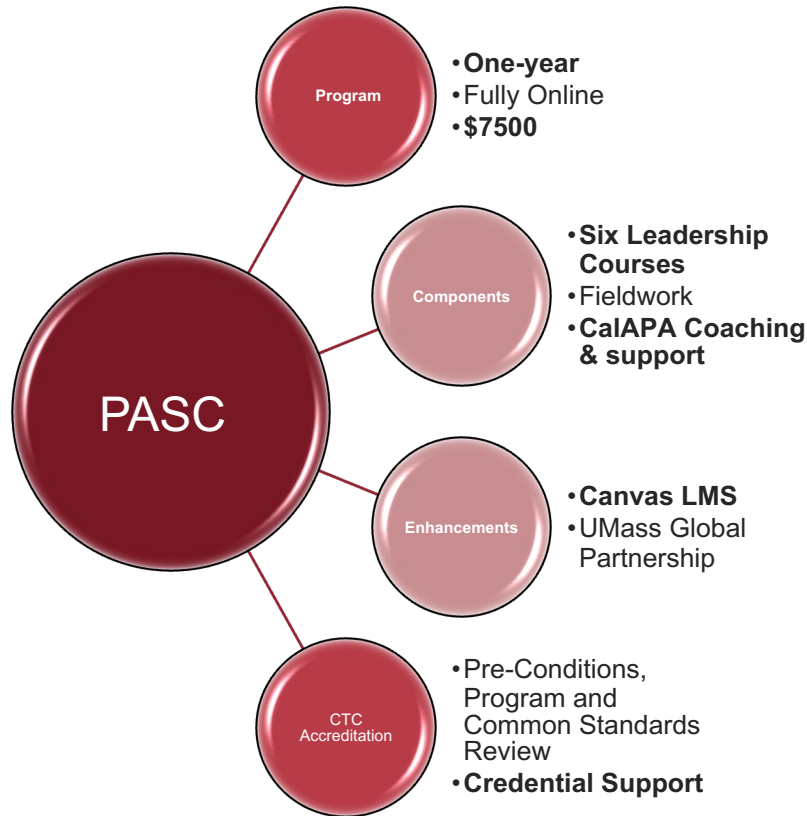 Program
•One-year
•Fully Online
•$7500
Components
•Six Leadership
Courses
•Fieldwork
•CalAPA Coaching
& support
PASC
Enhancements
•Canvas LMS
•UMass Global
Partnership
CTC
Accreditation
•Pre-Conditions,
Program and
Common Standards
Review
•Credential Support